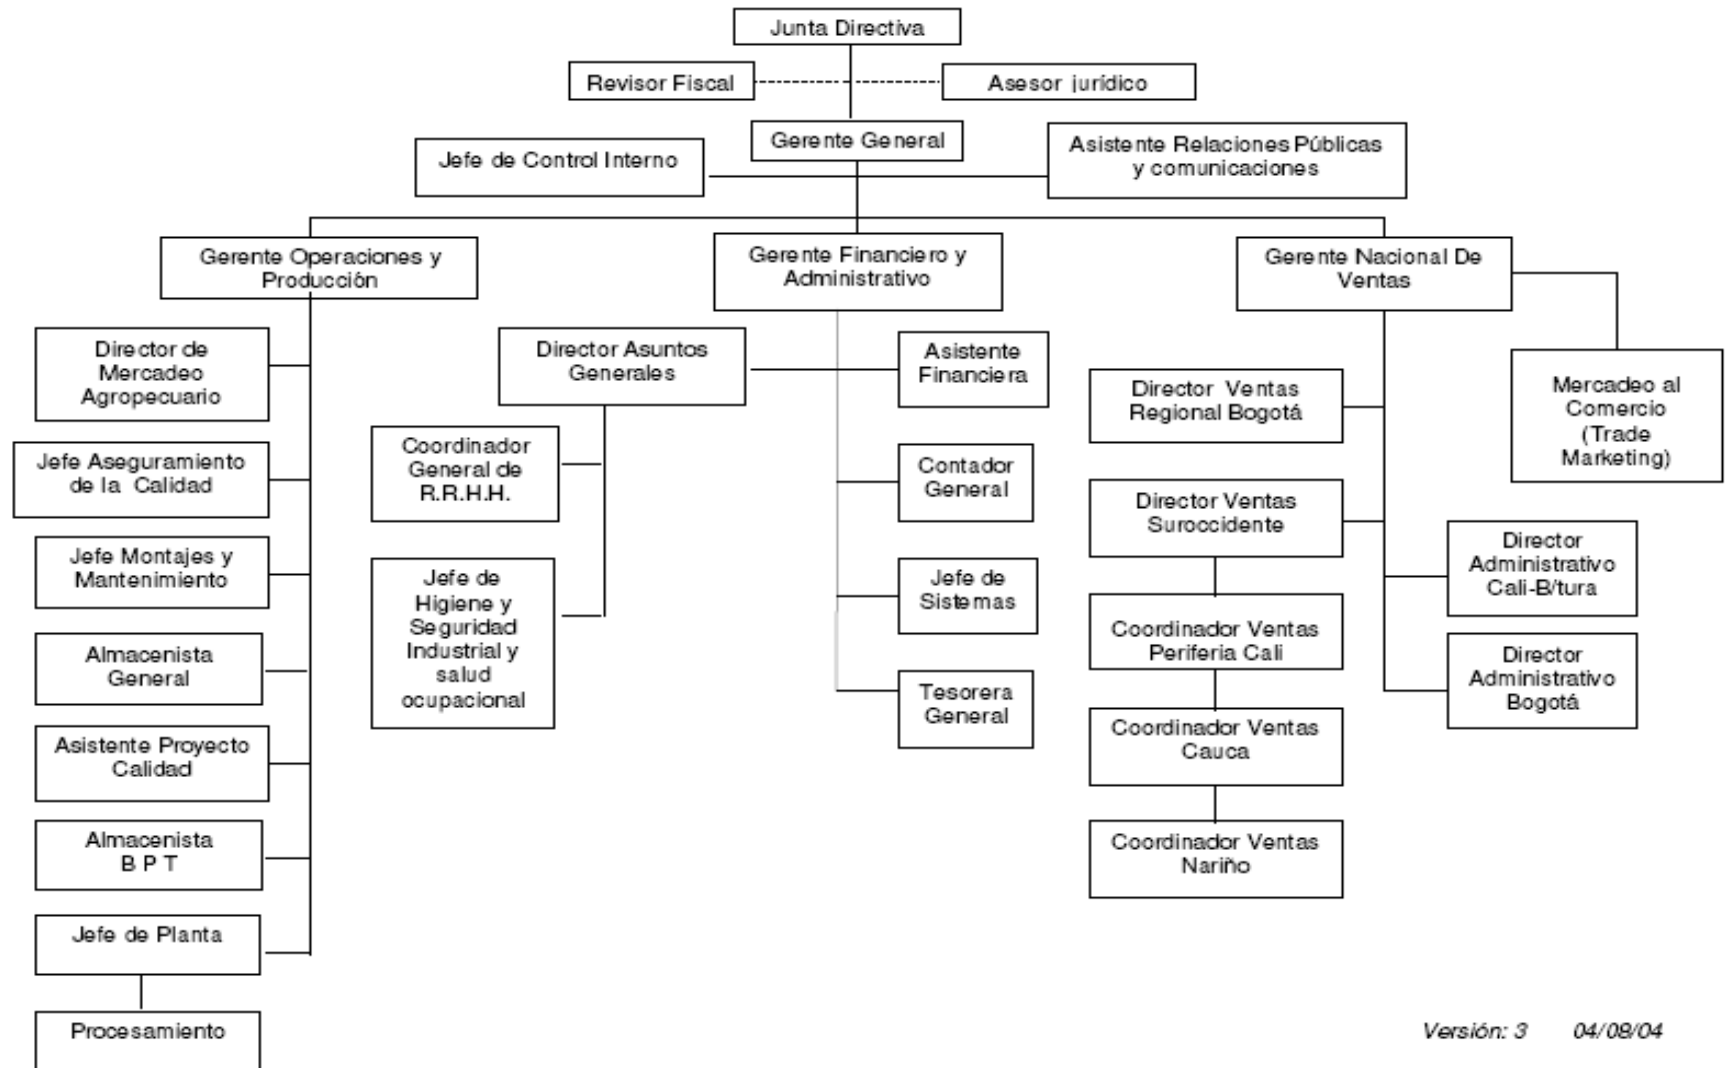 Junta Directiva
Revisor Fiscal
Asesor jurídico
Gerente General
Jefe de Control Interno
Asistente Relaciones Públicas
y comunicaciones
Gerente Operaciones y
Producción
Gerente Financiero y
Administrativo
Gerente Nacional De
Ventas
Director de
Mercadeo
Agropecuario
Jefe Aseguramiento
de la Calidad
Jefe Montajes y
Mantenimiento
Almacenista
General
Asistente Proyecto
Calidad
Almacenista
B P T
Jefe de Planta
Procesamiento
Director Asuntos
Generales
Coordinador
General de
R.R.H.H.
Jefe de
Higiene y
Seguridad
Industrial y
salud
ocupacional
Asistente
Financiera
Contador
General
Jefe de
Sistemas
Tesorera
General
Director Ventas
Regional Bogotá
Director Ventas
Suroccidente
Coordinador Ventas
Periferia Cali
Coordinador Ventas
Cauca
Coordinador Ventas
Nariño
Mercadeo al
Comercio
(Trade
Marketing)
Director
Administrativo
Cali-B/tura
Director
Administrativo
Bogotá
Versión: 3 04/08/04